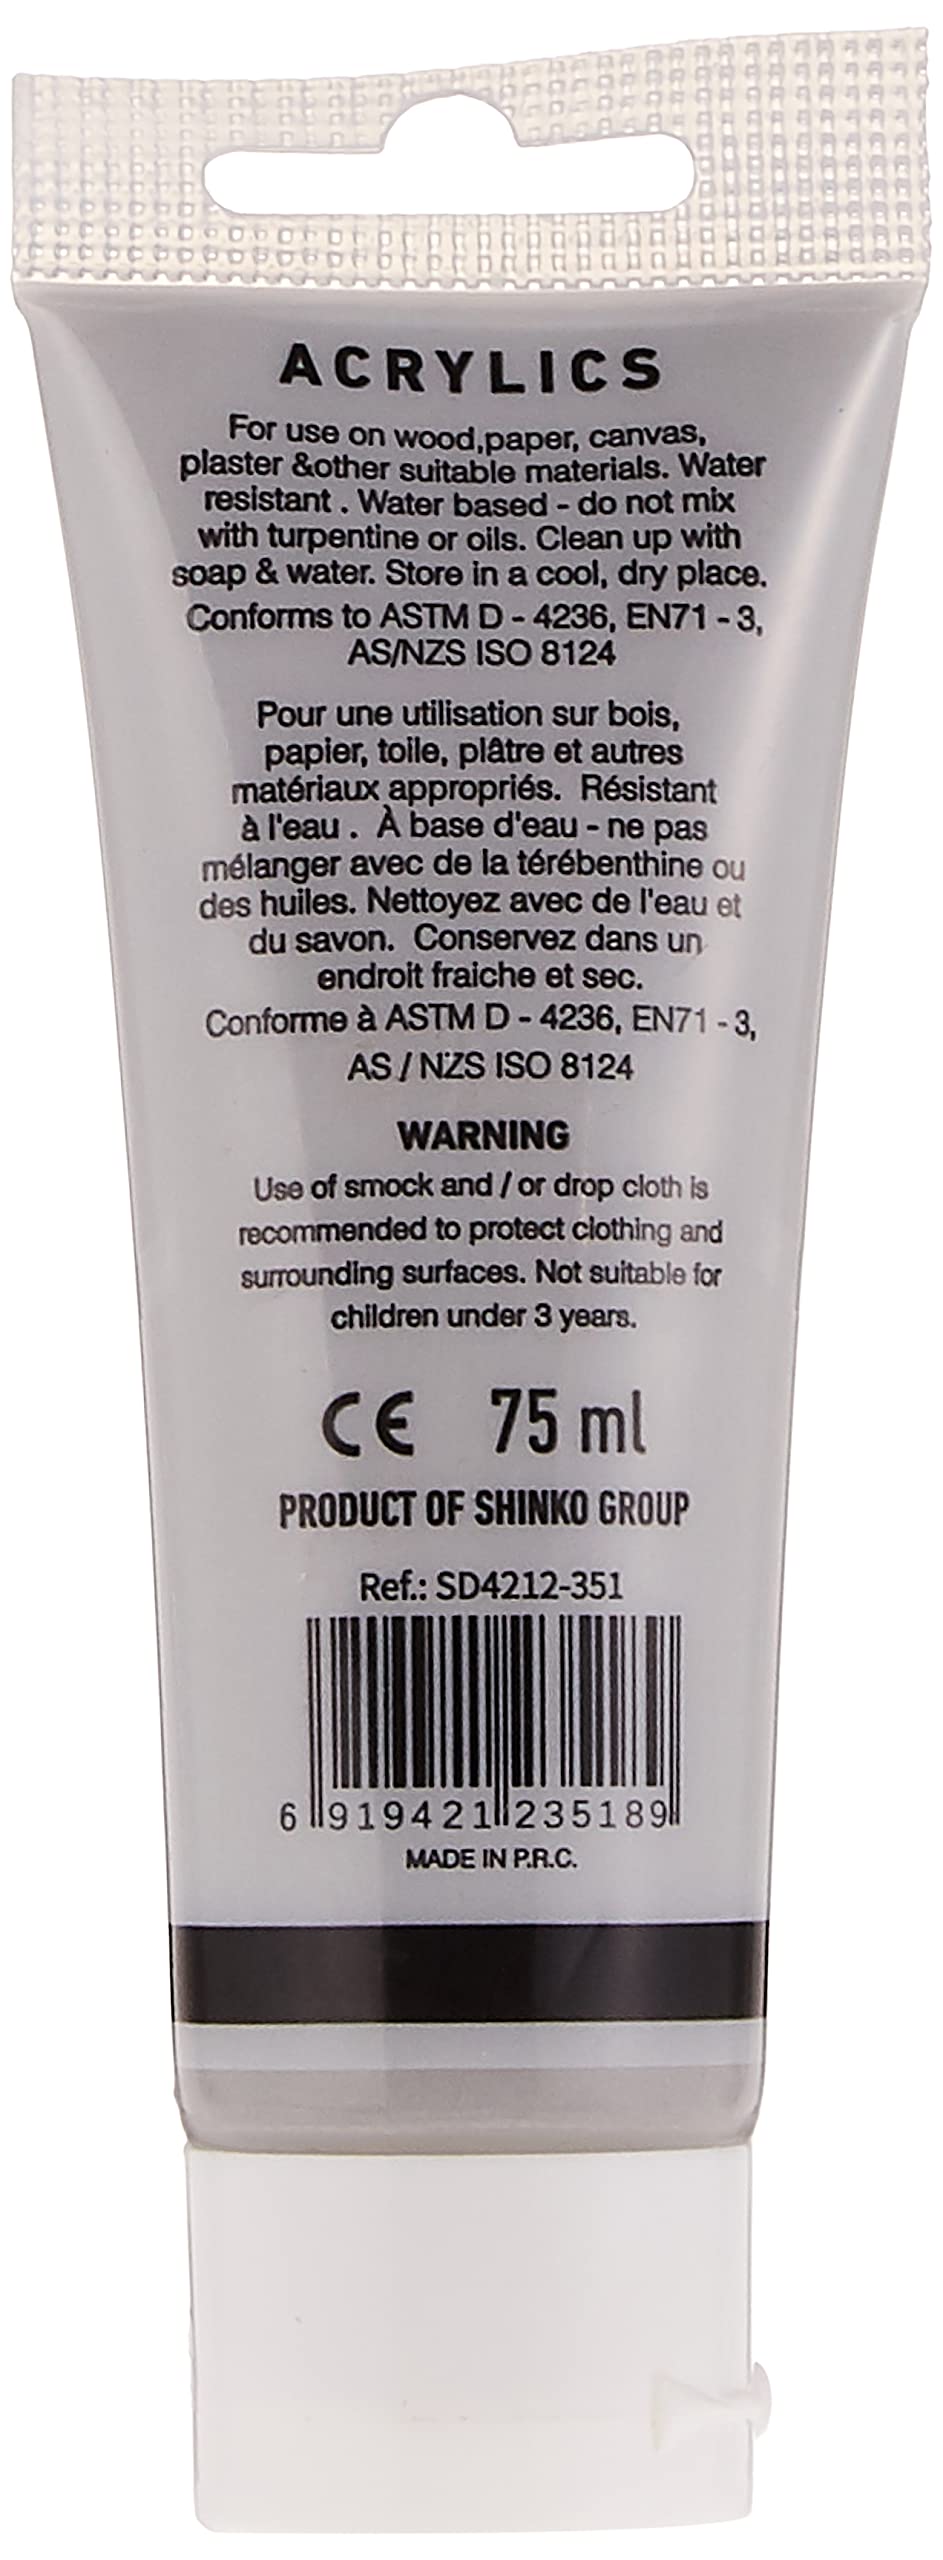 ACRYLICS
For use on wood,paper, canvas,
plaster &other suitable materials. Water
resistant . Water based - do not mix
with turpentine or oils. Clean up with
soap & water. Store in a cool, dry place.
Conforms to ASTM D - 4236, EN71 - 3,
AS/NZS ISO 8124
Pour une utilisation sur bois,
papier, toile, plâtre et autres
matériaux appropriés. Résistant
à l'eau . À base d'eau - ne pas
mélanger avec de la térébenthine ou
des huiles. Nettoyez avec de l'eau et
du savon. Conservez dans un
endroit fraiche et sec.
Conforme à ASTM D - 4236, EN71 - 3,
AS / NZS ISO 8124
WARNING
Use of smock and / or drop cloth is
recommended to protect clothing and
surrounding surfaces. Not suitable for
children under 3 years.
CE 75 ml
PRODUCT OF SHINKO GROUP
Ref.: SD4212-351
6 919421 235189
MADE IN P.R.C.